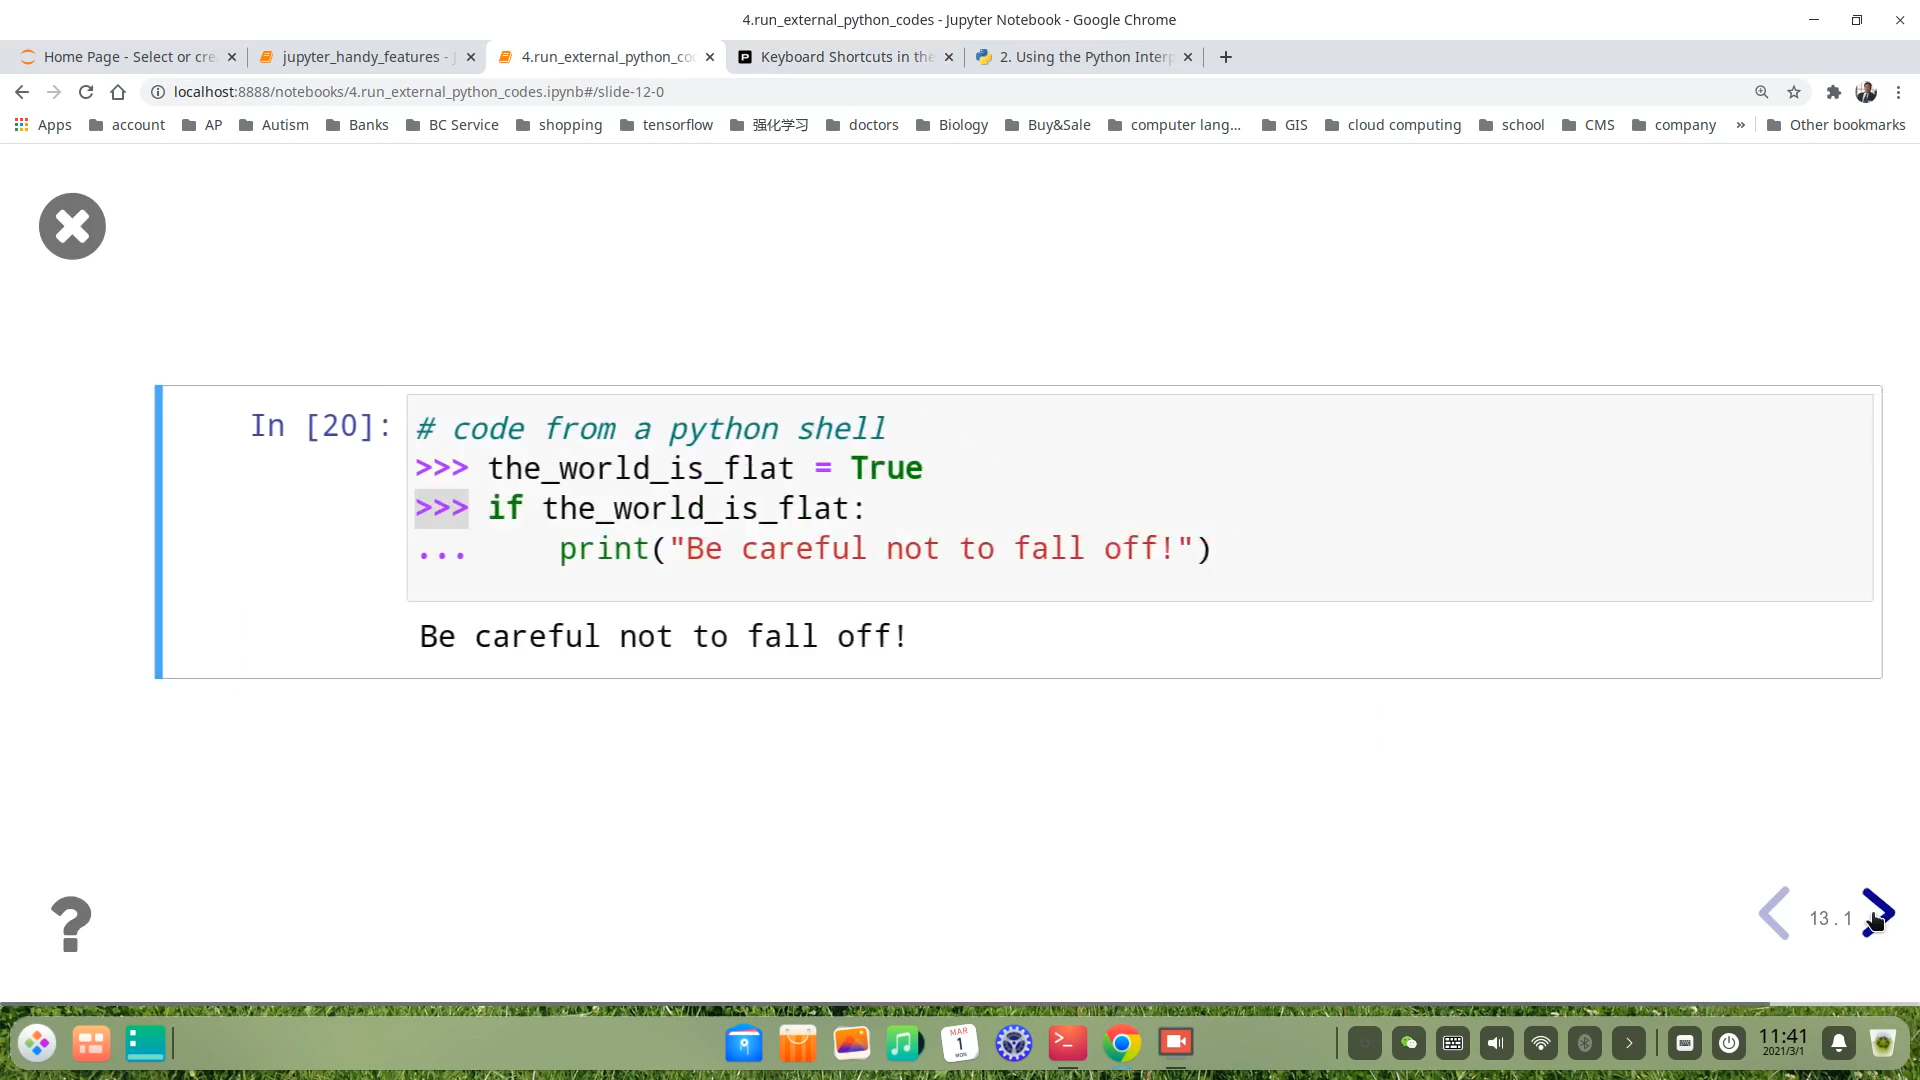 4.run_external_python_codes - Jupyter Notebook - Google Chrome
Home Page - Select or cre
jupyter_handy_features - J
4.run_external_python_co
Keyboard Shortcuts in the
2. Using the Python Interp
localhost:8888/notebooks/4.run_external_python_codes.ipynb#/slide-12-0
Apps account AP Autism Banks BC Service shopping tensorflow 强化学习 doctors Biology Buy&Sale computer lang... GIS cloud computing school CMS company » Other bookmarks
In [20]:
# code from a python shell
>>> the_world_is_flat = True
>>> if the_world_is_flat:
...     print("Be careful not to fall off!")
Be careful not to fall off!
?
13 . 1
MAR
1
MON
11:41
2021/3/1